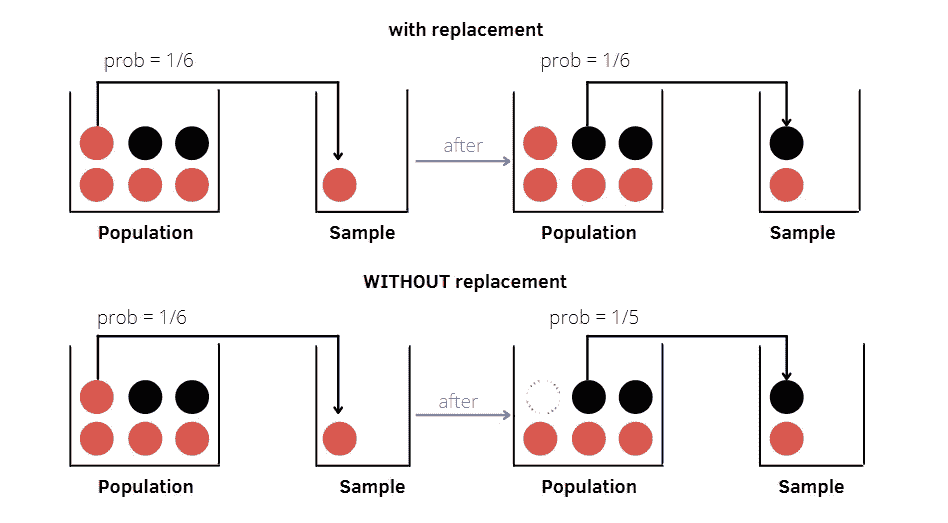 with replacement
prob = 1/6
prob = 1/6
after
Population
Sample
Population
Sample
WITHOUT replacement
prob = 1/6
prob = 1/5
after
Population
Sample
Population
Sample